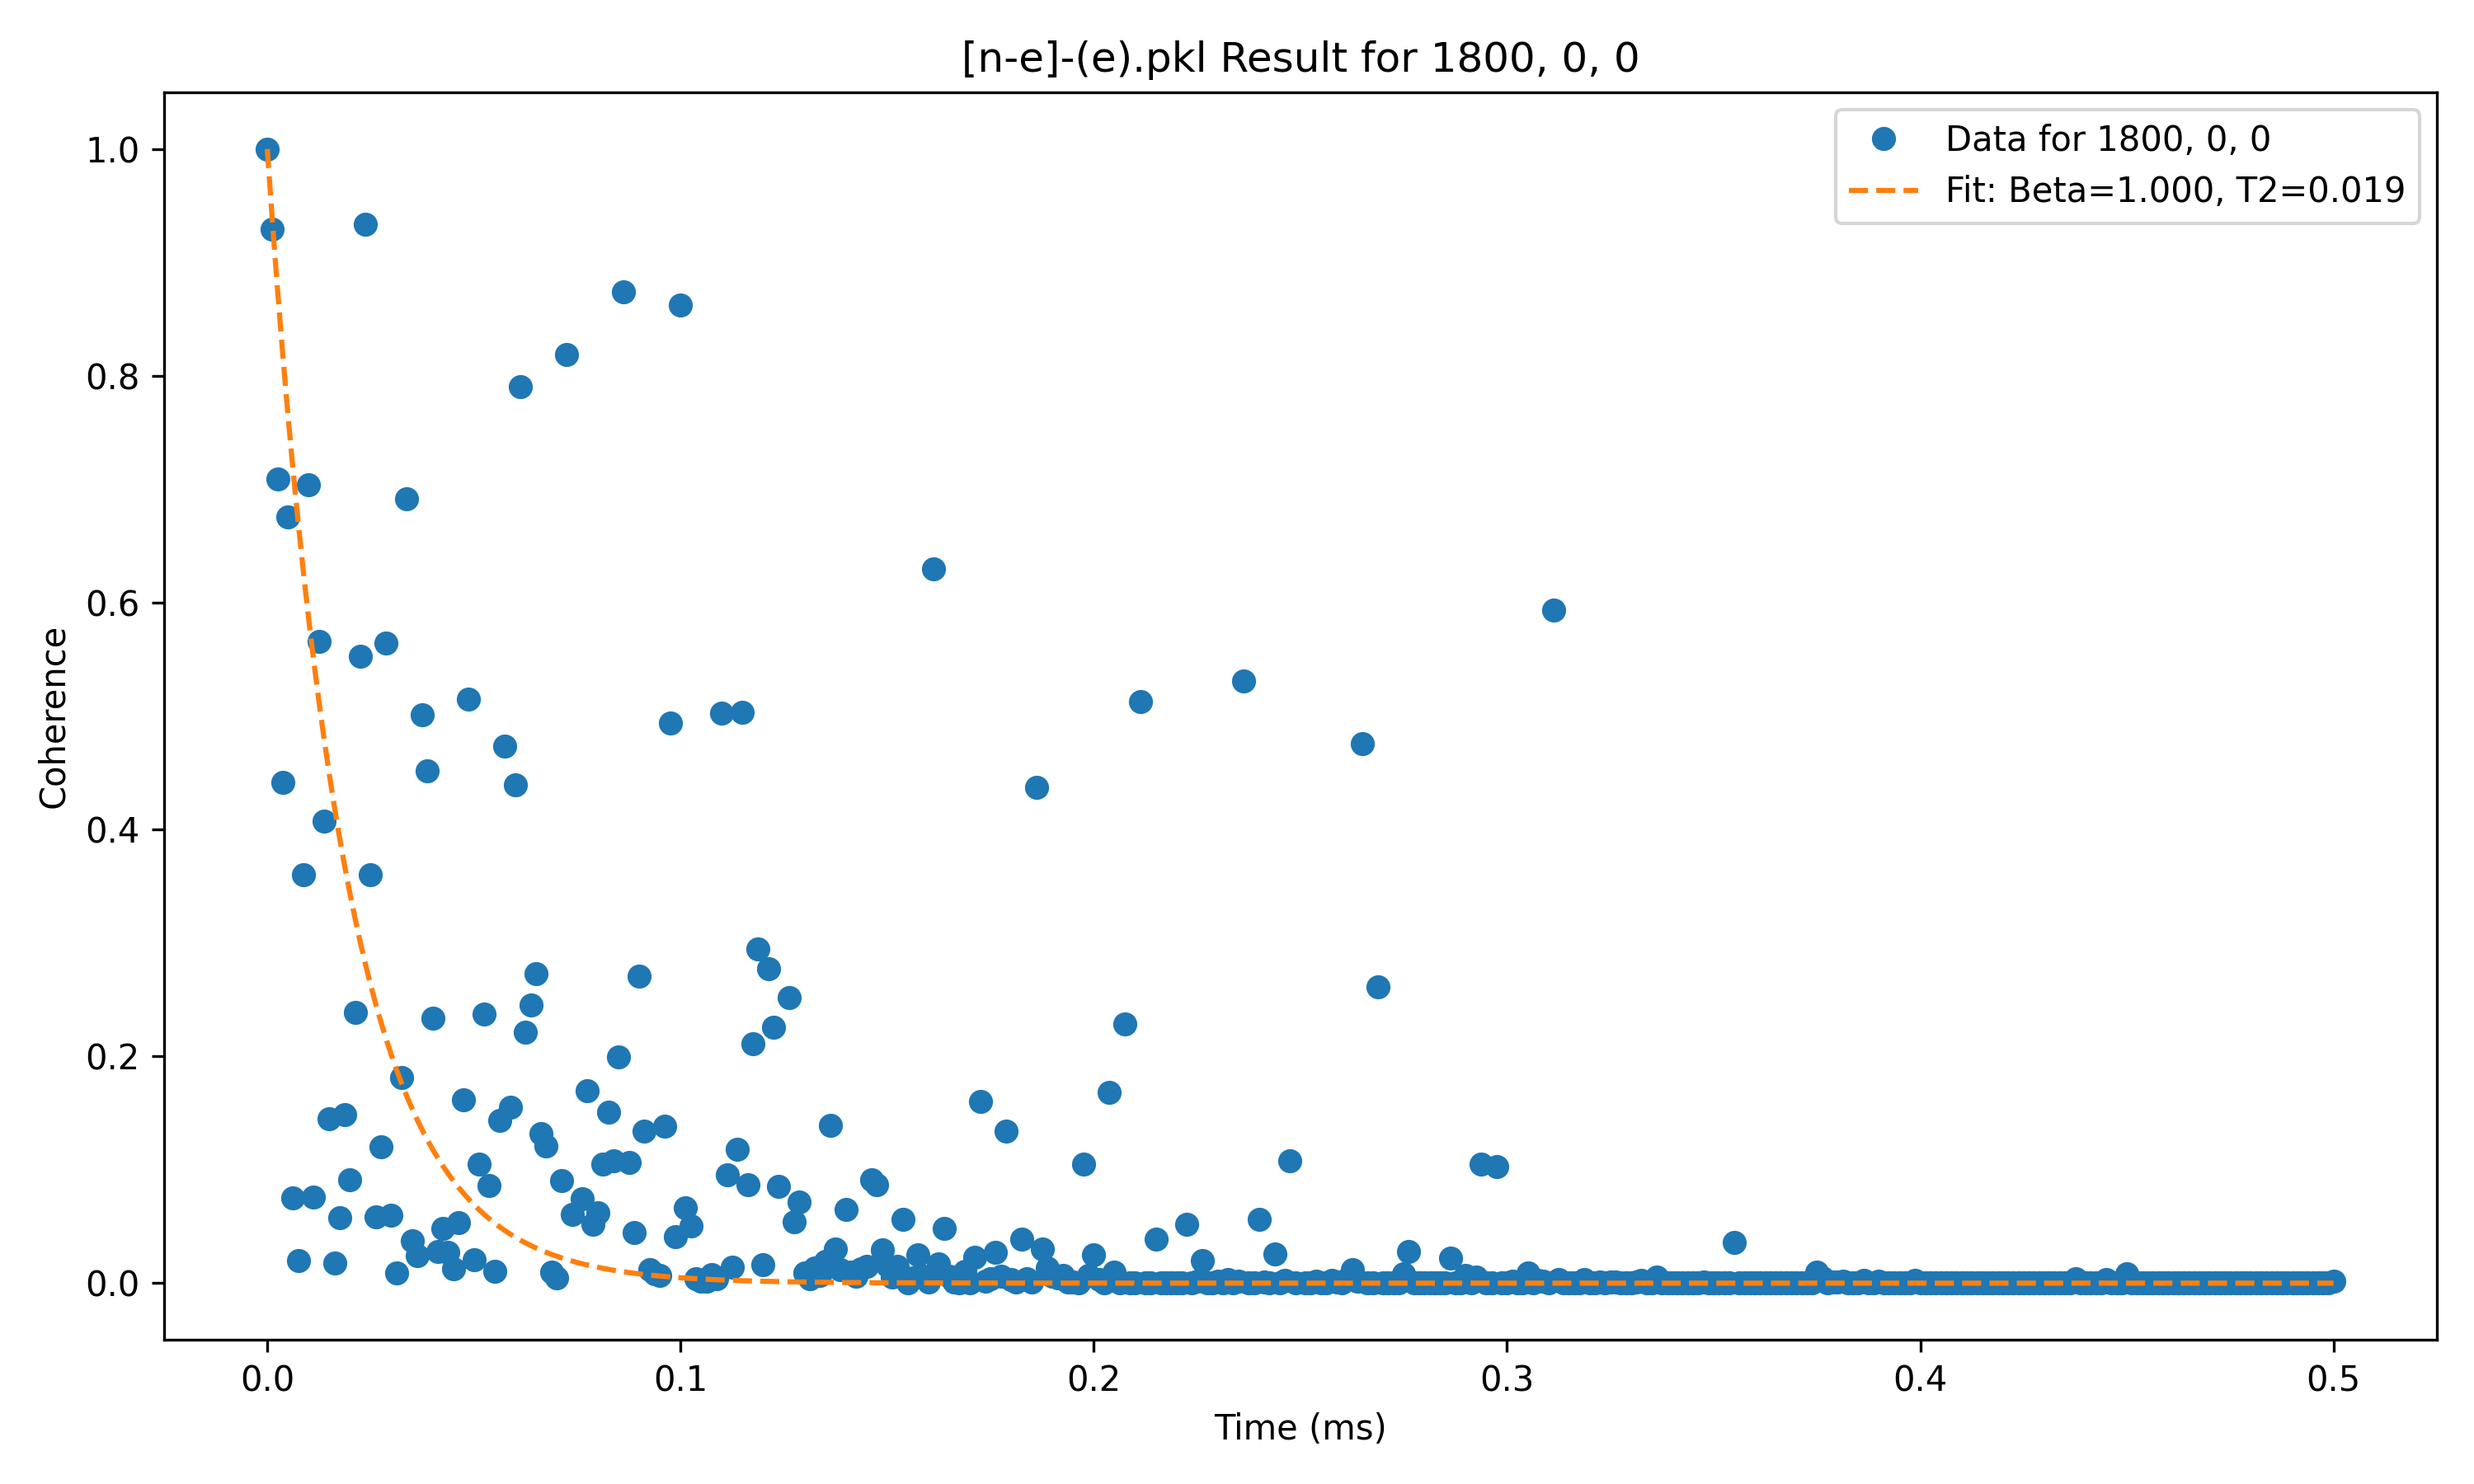 [n-e]-(e).pkl Result for 1800, 0, 0
Data for 1800, 0, 0
Fit: Beta=1.000, T2=0.019
Coherence
1.0
0.8
0.6
0.4
0.2
0.0
0.0 0.1 0.2 0.3 0.4 0.5
Time (ms)